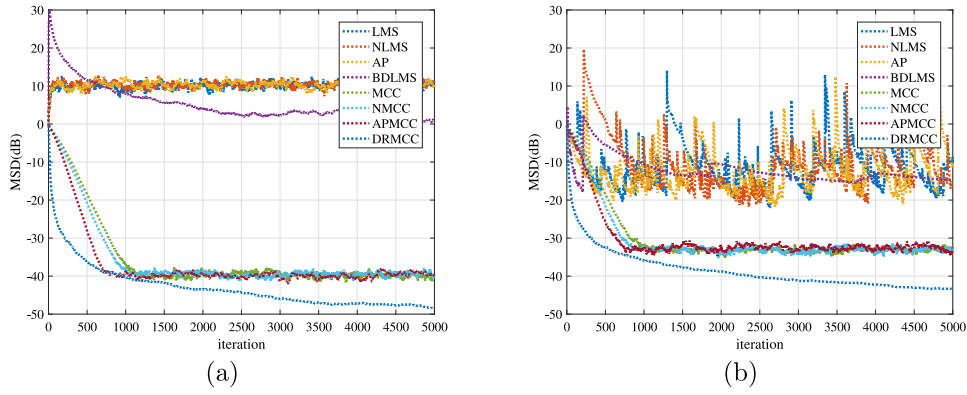 MSD(dB)
30
20
10
0
-10
-20
-30
-40
-50
0 500 1000 1500 2000 2500 3000 3500 4000 4500 5000
iteration
LMS
NLMS
AP
BDLMS
MCC
NMCC
APMCC
DRMCC
(a)
MSD(dB)
30
20
10
0
-10
-20
-30
-40
-50
0 500 1000 1500 2000 2500 3000 3500 4000 4500 5000
iteration
LMS
NLMS
AP
BDLMS
MCC
NMCC
APMCC
DRMCC
(b)